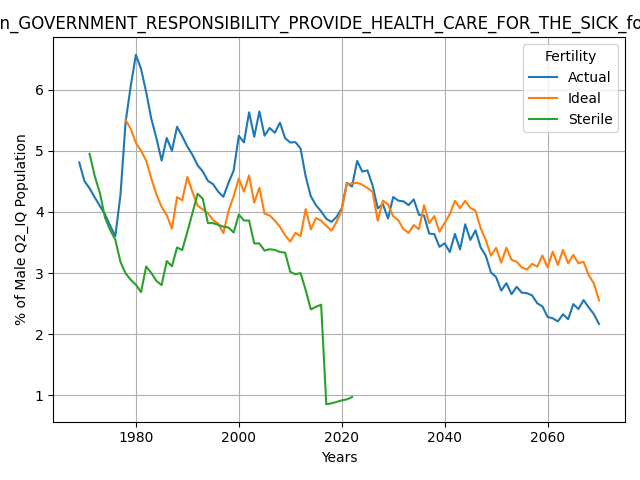 n_GOVERNMENT_RESPONSIBILITY_PROVIDE_HEALTH_CARE_FOR_THE_SICK_fo
Fertility
Actual
Ideal
Sterile
% of Male Q2_IQ Population
6
5
4
3
2
1
1980 2000 2020 2040 2060
Years